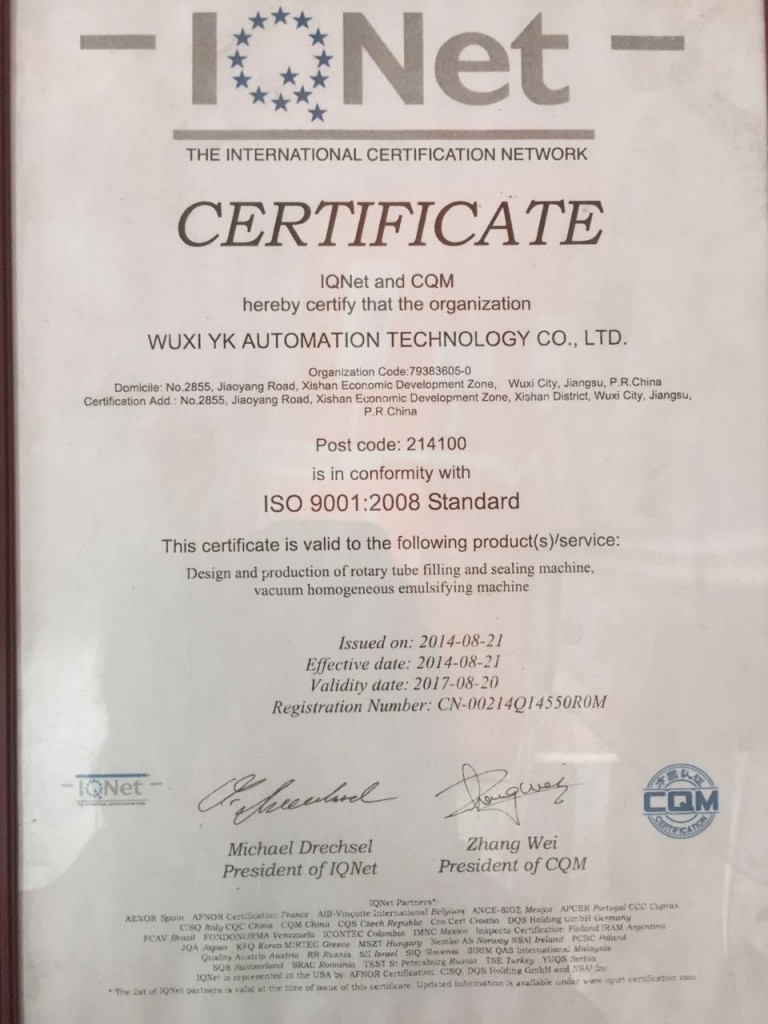 IQNet
THE INTERNATIONAL CERTIFICATION NETWORK
CERTIFICATE
IQNet and CQM
hereby certify that the organization
WUXI YK AUTOMATION TECHNOLOGY CO., LTD.
Organization Code:79383605-0
Domicile: No.2855, Jiaoyang Road, Xishan Economic Development Zone, Wuxi City, Jiangsu, P.R.China
Certification Add.: No.2855, Jiaoyang Road, Xishan Economic Development Zone, Xishan District, Wuxi City, Jiangsu,
P.R.China
Post code: 214100
is in conformity with
ISO 9001:2008 Standard
This certificate is valid to the following product(s)/service:
Design and production of rotary tube filling and sealing machine,
vacuum homogeneous emulsifying machine
Issued on: 2014-08-21
Effective date: 2014-08-21
Validity date: 2017-08-20
Registration Number: CN-00214Q14550R0M
IQNet
方圆认证
CQM
CERTIFICATION
Michael Drechsel
President of IQNet
Zhang Wei
President of CQM
IQNet Partners*:
AENOR Spain AFNOR Certification France AIB-Vinçotte International Belgium ANCE-SIGE Mexico APCER Portugal CCC Cyprus
CISQ Italy CQC China CQM China CQS Czech Republic Cro Cert Croatia DQS Holding GmbH Germany
FCAV Brazil FONDONORMA Venezuela ICONTEC Colombia IMNC Mexico Inspecta Certification Finland IRAM Argentina
JQA Japan KFQ Korea MIRTEC Greece MSZT Hungary Nemko AS Norway NSAI Ireland PCBC Poland
Quality Austria Austria RR Russia SII Israel SIQ Slovenia SIRIM QAS International Malaysia
SQS Switzerland SRAC Romania TEST St Petersburg Russia TSE Turkey YUQS Serbia
IQNet is represented in the USA by: AFNOR Certification, CISQ, DQS Holding GmbH and NSAI Inc.
* The list of IQNet partners is valid at the time of issue of this certificate. Updated information is available under www.iqnet-certification.com